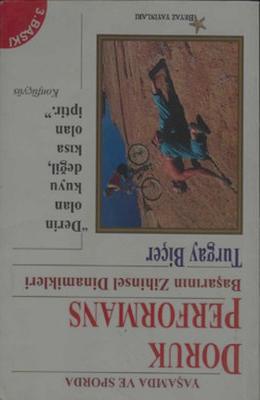 YAŞAMDA VE SPORDA
DORUK
PERFORMANS
Başarının Zihinsel Dinamikleri
Turgay Biçer
“Derin
olan
kuyu
değil,
kısa
olan
iptir.”
Konfüçyüs
BEYAZ YAYINLARI
3. BASKI